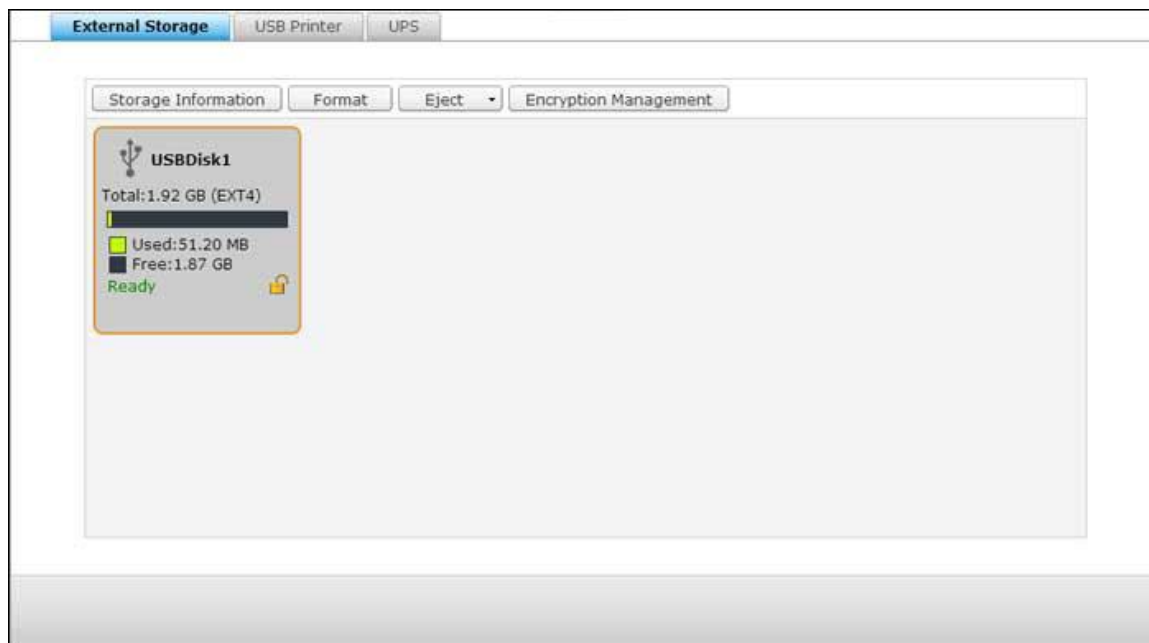 External Storage USB Printer UPS
Storage Information Format Eject Encryption Management
USBDisk1
Total:1.92 GB (EXT4)
Used:51.20 MB
Free:1.87 GB
Ready